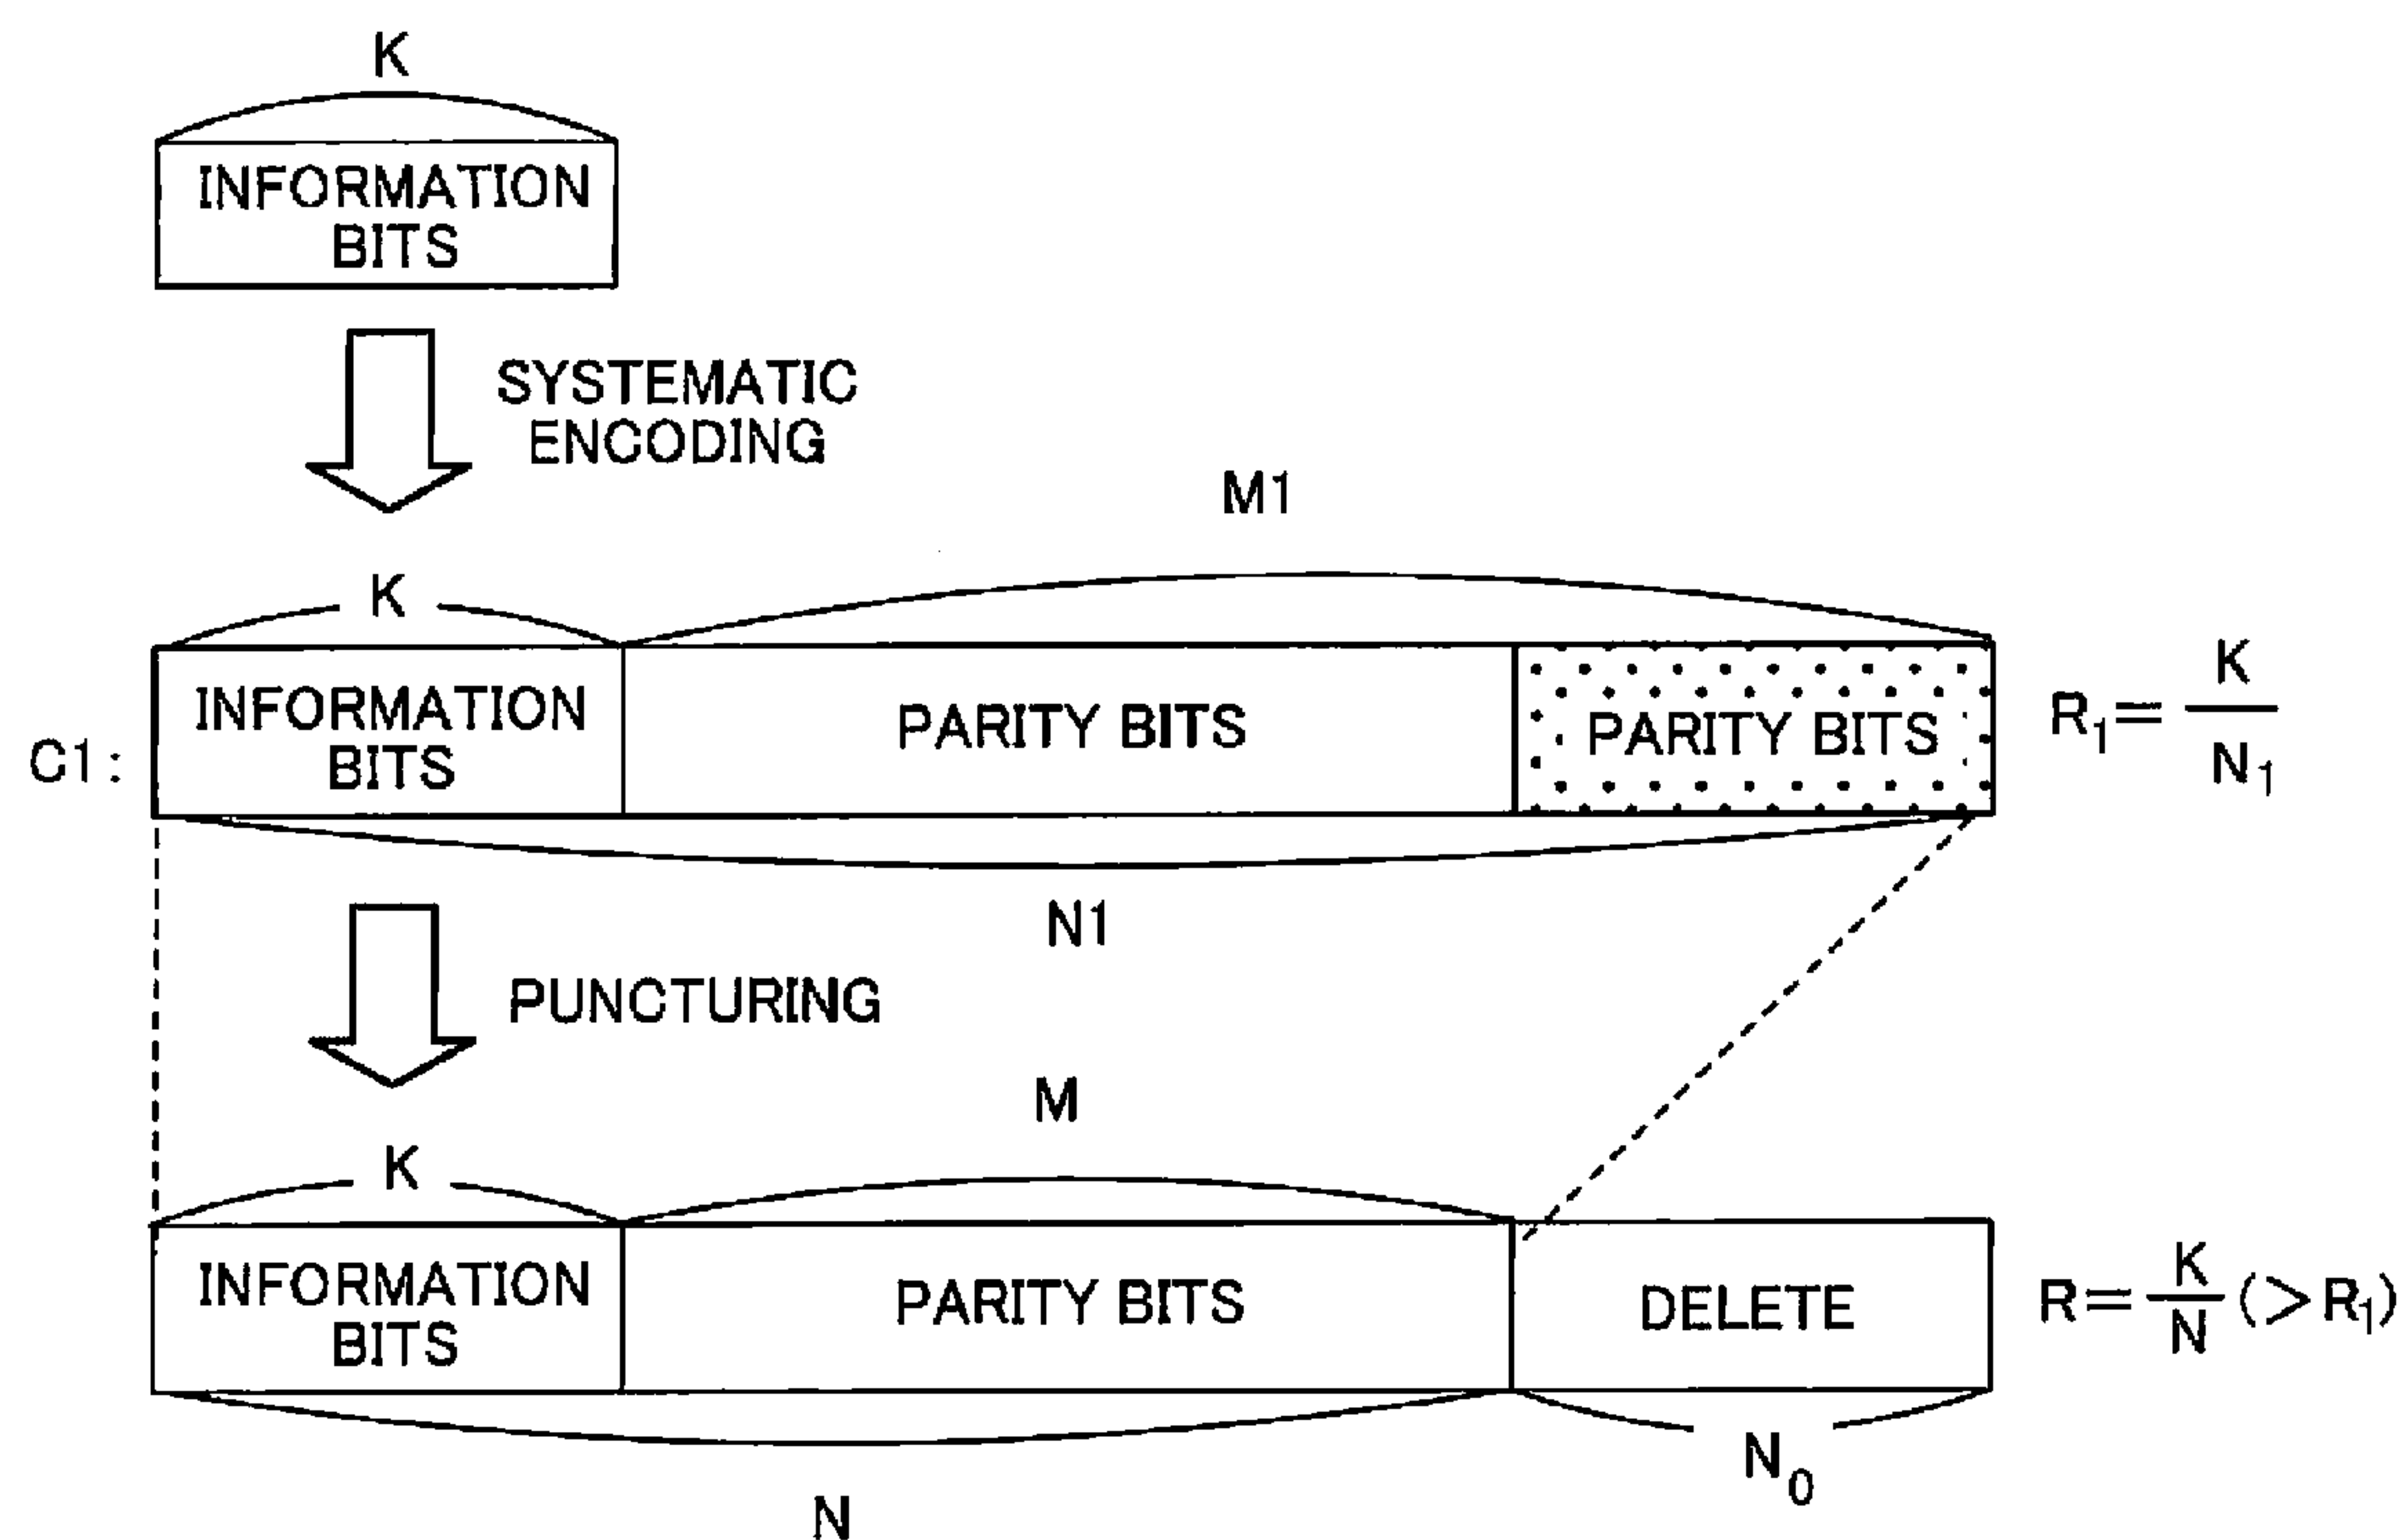 K
INFORMATION
BITS
SYSTEMATIC
ENCODING
M1
K
C1:
INFORMATION
BITS
PARITY BITS
PARITY BITS
R₁=K/N₁
N1
PUNCTURING
M
K
INFORMATION
BITS
PARITY BITS
DELETE
R=K/N(>R₁)
N₀
N